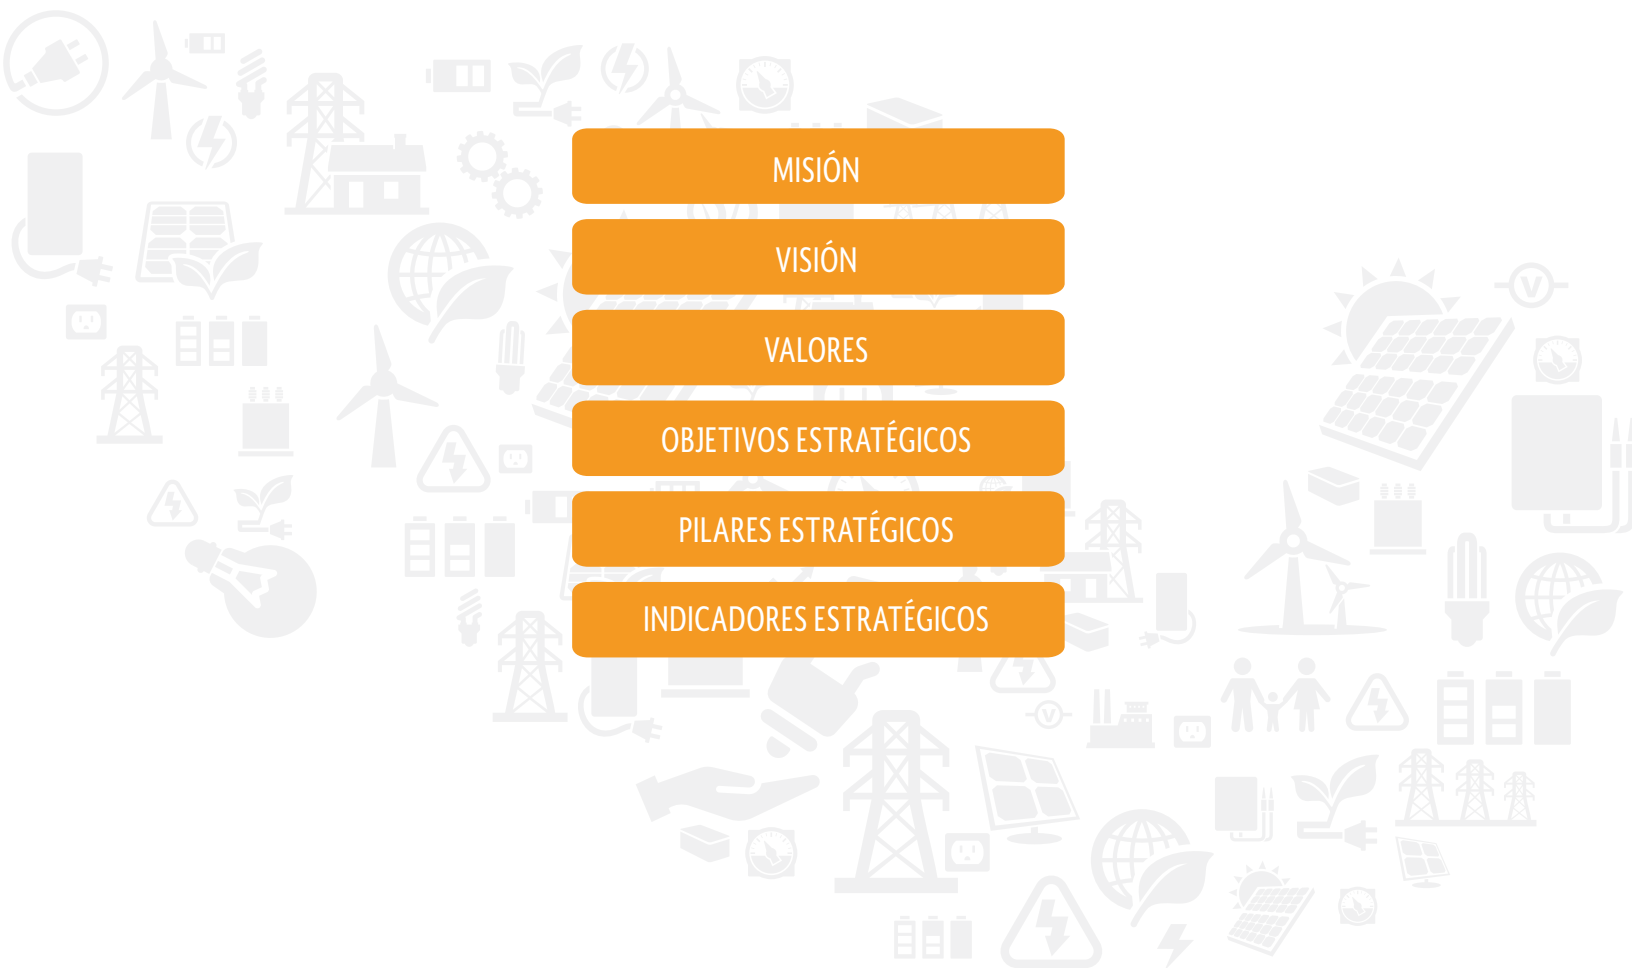 MISIÓN
VISIÓN
VALORES
OBJETIVOS ESTRATÉGICOS
PILARES ESTRATÉGICOS
INDICADORES ESTRATÉGICOS